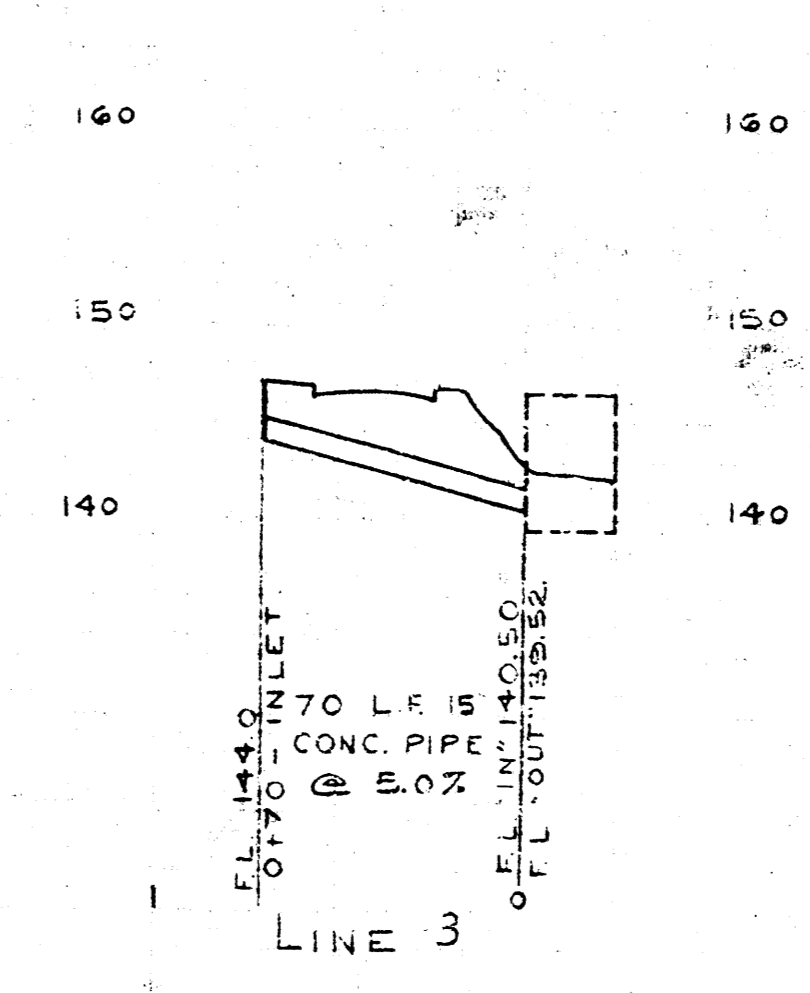 160
160
150
150
140
140
F.L. 144.0
0+70 - INLET
70 L.F. 15"
CONC. PIPE
@ 5.0%
F.L. "IN" 140.50
F.L. "OUT" 139.52.
1
0
LINE 3